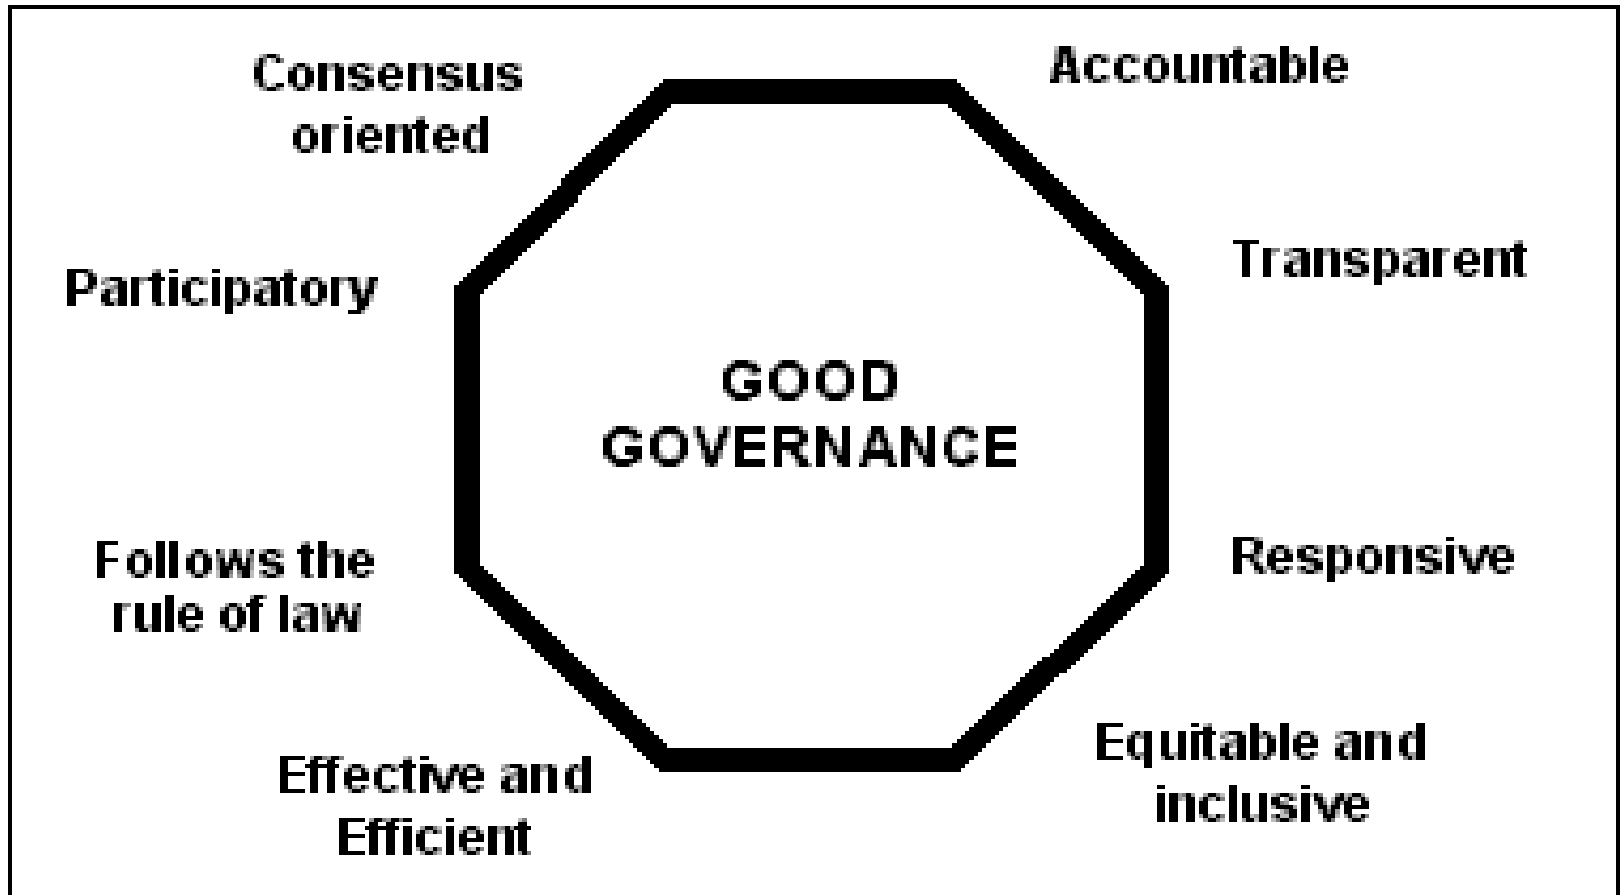 Consensus
oriented
Accountable
Participatory
Transparent
GOOD
GOVERNANCE
Follows the
rule of law
Responsive
Effective and
Efficient
Equitable and
inclusive